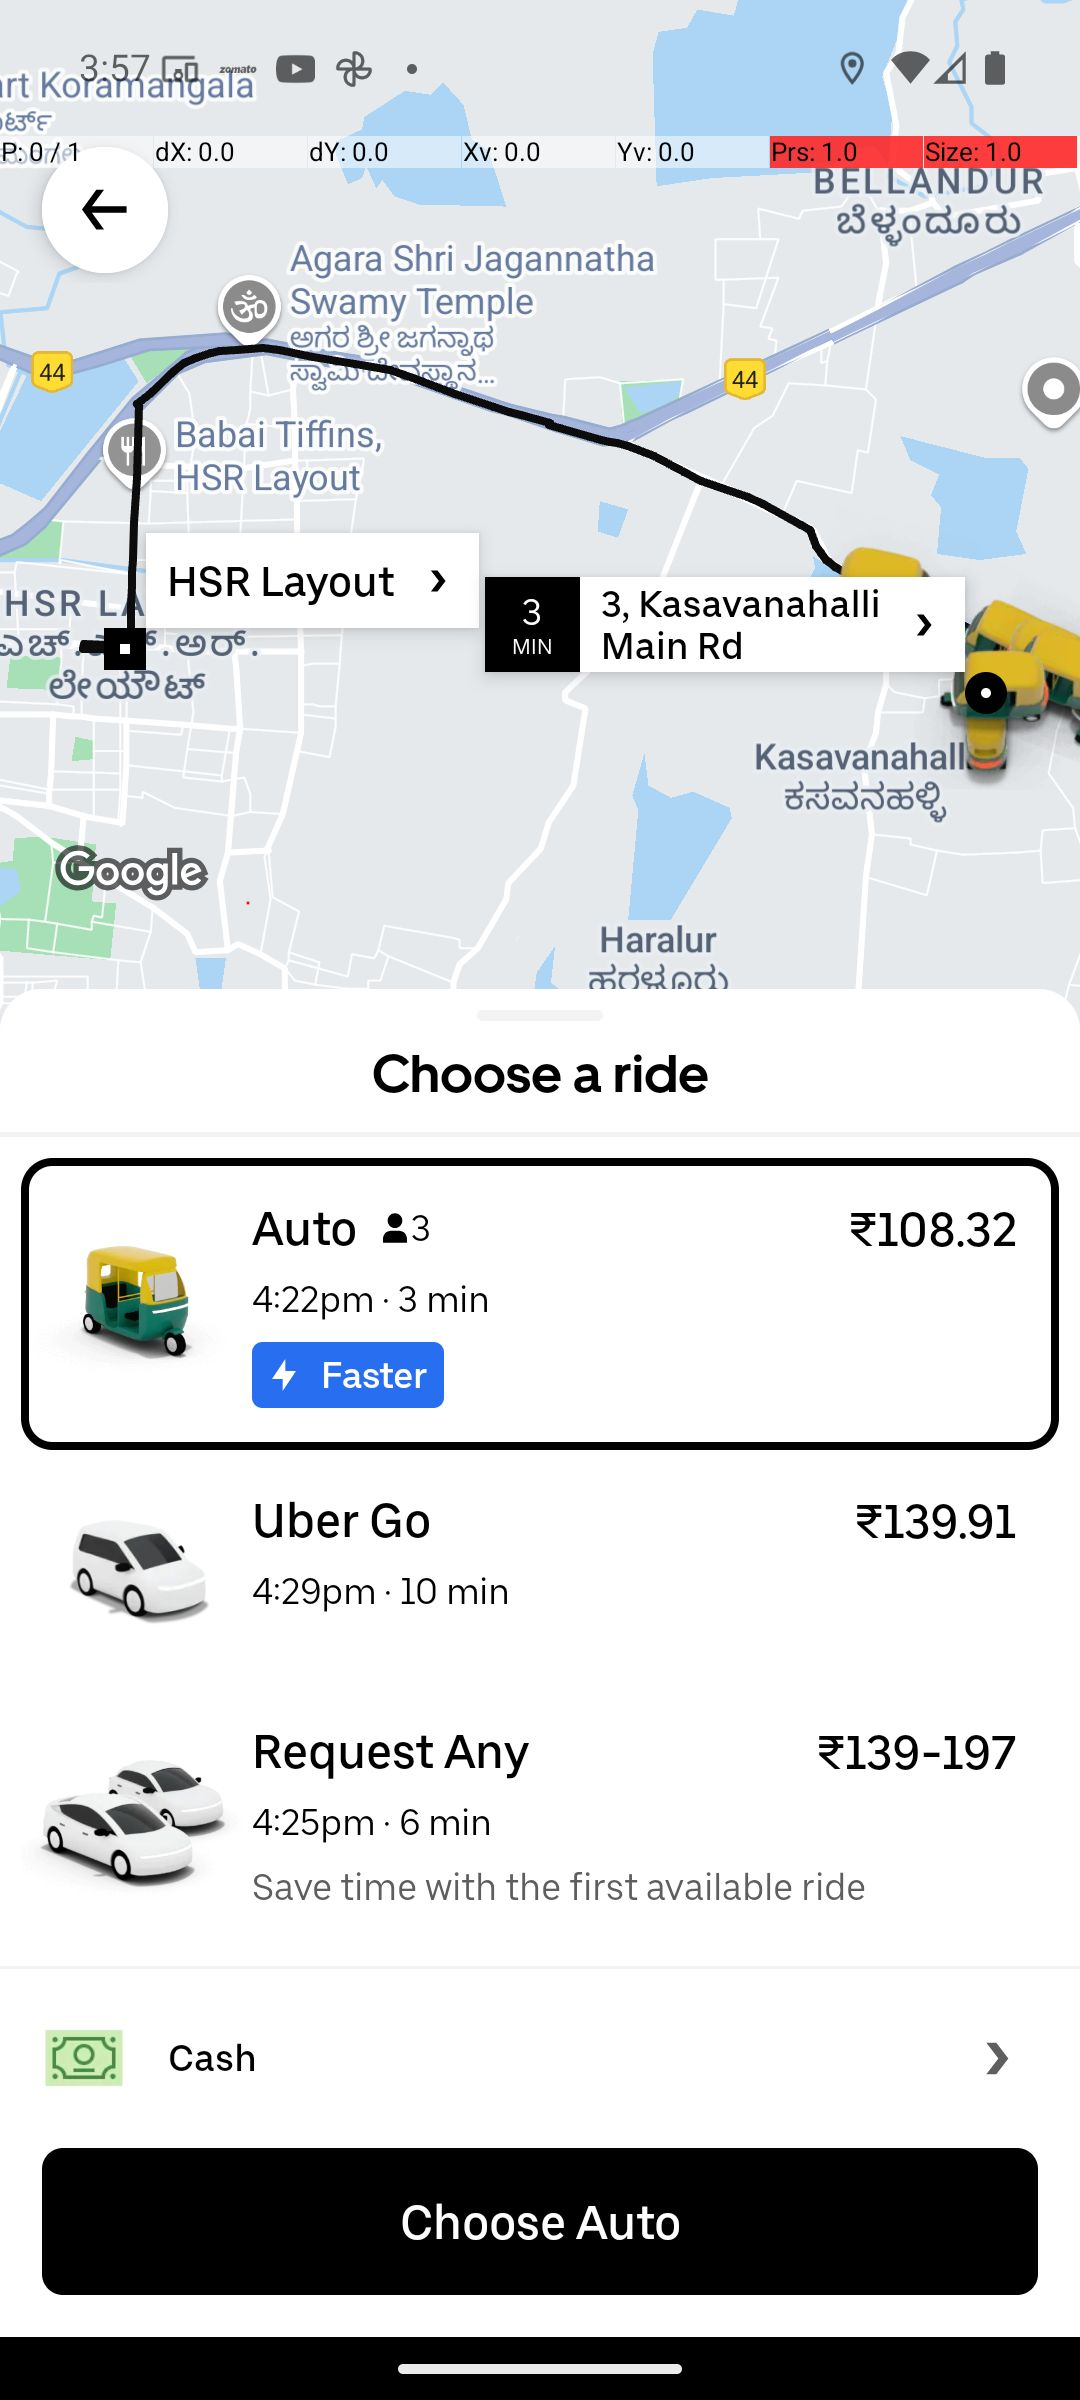 3:57
zomato
art Koramangala
P: 0 / 1
dX: 0.0
dY: 0.0
Xv: 0.0
Yv: 0.0
Prs: 1.0
Size: 1.0
BELLANDUR
ಬೆಳ್ಳಂದೂರು
Agara Shri Jagannatha
Swamy Temple
ಅಗರ ಶ್ರೀ ಜಗನ್ನಾಥ
ಸ್ವಾಮಿ ದೇವಸ್ಥಾನ...
44
44
Babai Tiffins,
HSR Layout
HSR Layout
3
MIN
3, Kasavanahalli
Main Rd
HSR LA
ಲೇಯೌಟ್
Kasavanahall
ಕಸವನಹಳ್ಳಿ
Google
Haralur
ಹರಳೂರು
Choose a ride
Auto 3
₹108.32
4:22pm · 3 min
Faster
Uber Go
₹139.91
4:29pm · 10 min
Request Any
₹139-197
4:25pm · 6 min
Save time with the first available ride
Cash
Choose Auto